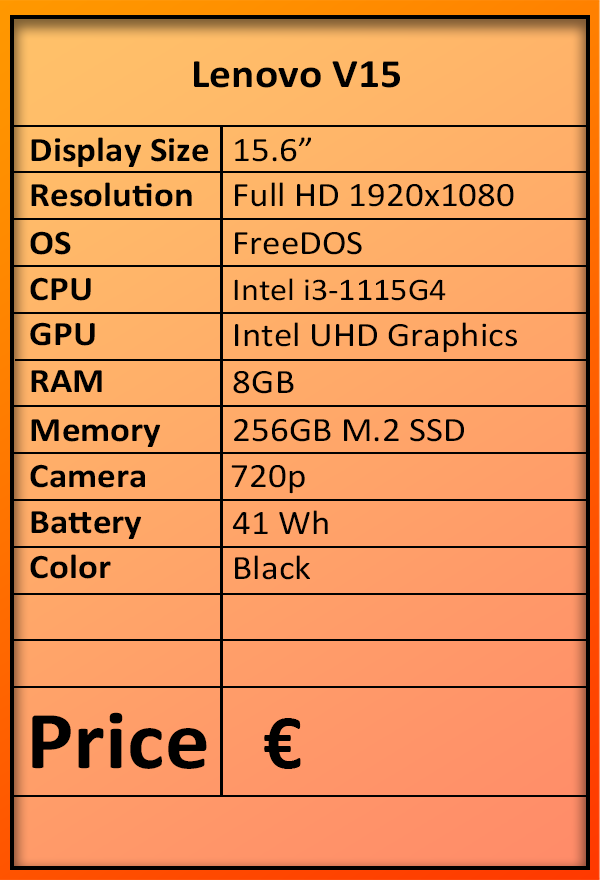 Lenovo V15
Display Size 15.6”
Resolution Full HD 1920x1080
OS FreeDOS
CPU Intel i3-1115G4
GPU Intel UHD Graphics
RAM 8GB
Memory 256GB M.2 SSD
Camera 720p
Battery 41 Wh
Color Black
Price €